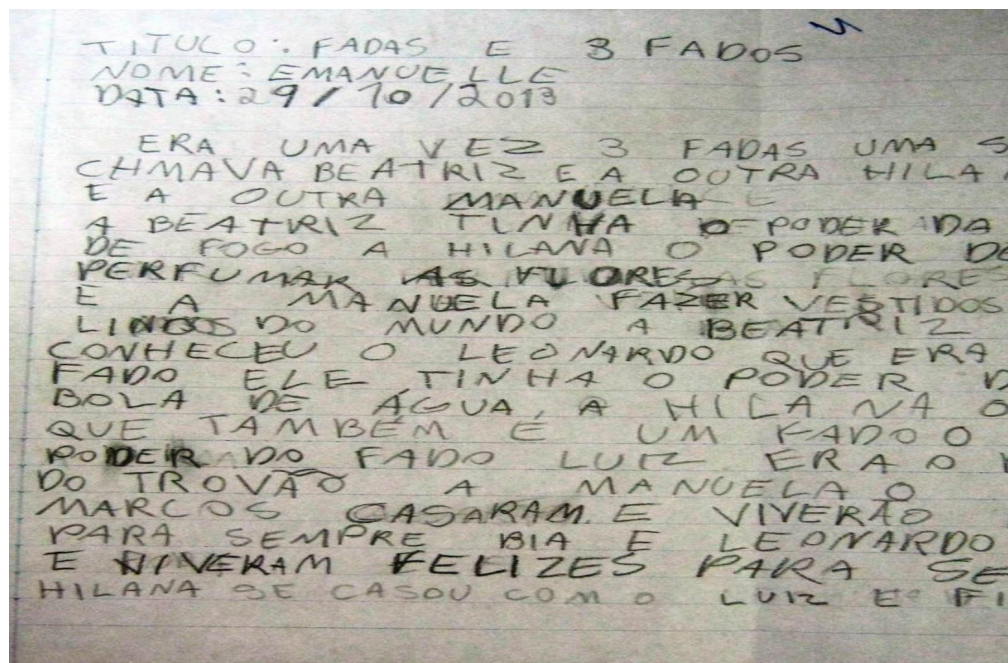 TITULO: FADAS E 3 FADOS
NOME: EMANUELLE
DATA: 29/10/2013
ERA UMA VEZ 3 FADAS UMA S
CHMAVA BEATRIZ E A OUTRA HILA
E A OUTRA MANUELA
A BEATRIZ TINHA O PODER DA
DE FOGO A HILANA O PODER DE
PERFUMAR AS FLORES AS FLORE
E A MANUELA FAZER VESTIDOS
LINDOS DO MUNDO A BEATRIZ
CONHECEU O LEONARDO QUE ERA
FADO ELE TINHA O PODER D
BOLA DE ÁGUA, A HILANA O
QUE TAMBÉM E UM FADO O
PODER DO FADO LUIZ ERA O
DO TROVÃO A MANUELA O
MARCOS CASARAM E VIVERÃO
PARA SEMPRE BIA E LEONARDO
E VIVERAM FELIZES PARA SE
HILANA SE CASOU COM O LUIZ E FI